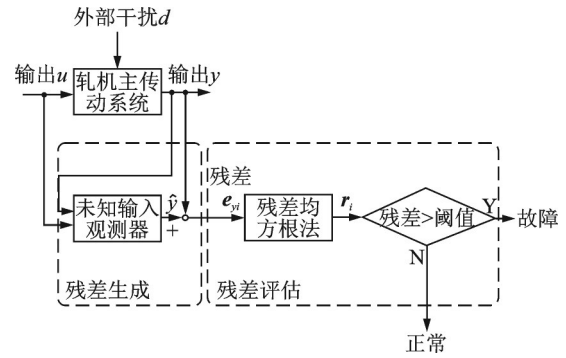 外部干扰d
输出u
轧机主传
动系统
输出y
残差
未知输入
观测器
ŷ
+
e_yi
残差均
方根法
r_i
残差>阈值
Y
故障
N
残差生成
残差评估
正常